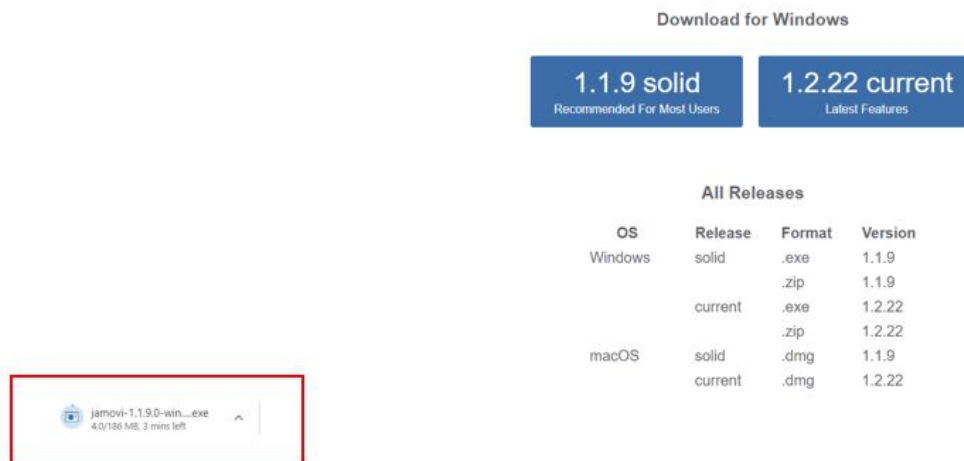 Download for Windows
1.1.9 solid
Recommended For Most Users
1.2.22 current
Latest Features
All Releases
OS Release Format Version
Windows solid .exe 1.1.9
.zip 1.1.9
current .exe 1.2.22
.zip 1.2.22
macOS solid .dmg 1.1.9
current .dmg 1.2.22
jamovi-1.1.9.0-win....exe
4.0/186 MB, 3 mins left